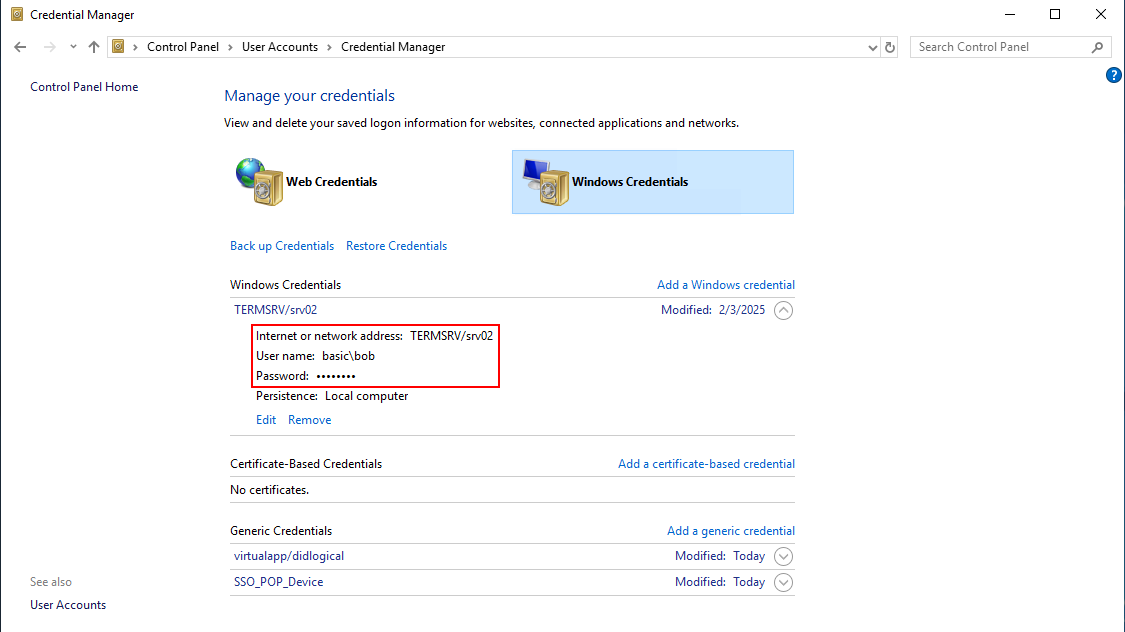 Credential Manager
Control Panel > User Accounts > Credential Manager
Search Control Panel
?
Control Panel Home
Manage your credentials
View and delete your saved logon information for websites, connected applications and networks.
Web Credentials
Windows Credentials
Back up Credentials Restore Credentials
Windows Credentials Add a Windows credential
TERMSRV/srv02 Modified: 2/3/2025
Internet or network address: TERMSRV/srv02
User name: basic\bob
Password: ••••••••
Persistence: Local computer
Edit Remove
Certificate-Based Credentials Add a certificate-based credential
No certificates.
Generic Credentials Add a generic credential
virtualapp/didlogical Modified: Today
SSO_POP_Device Modified: Today
See also
User Accounts